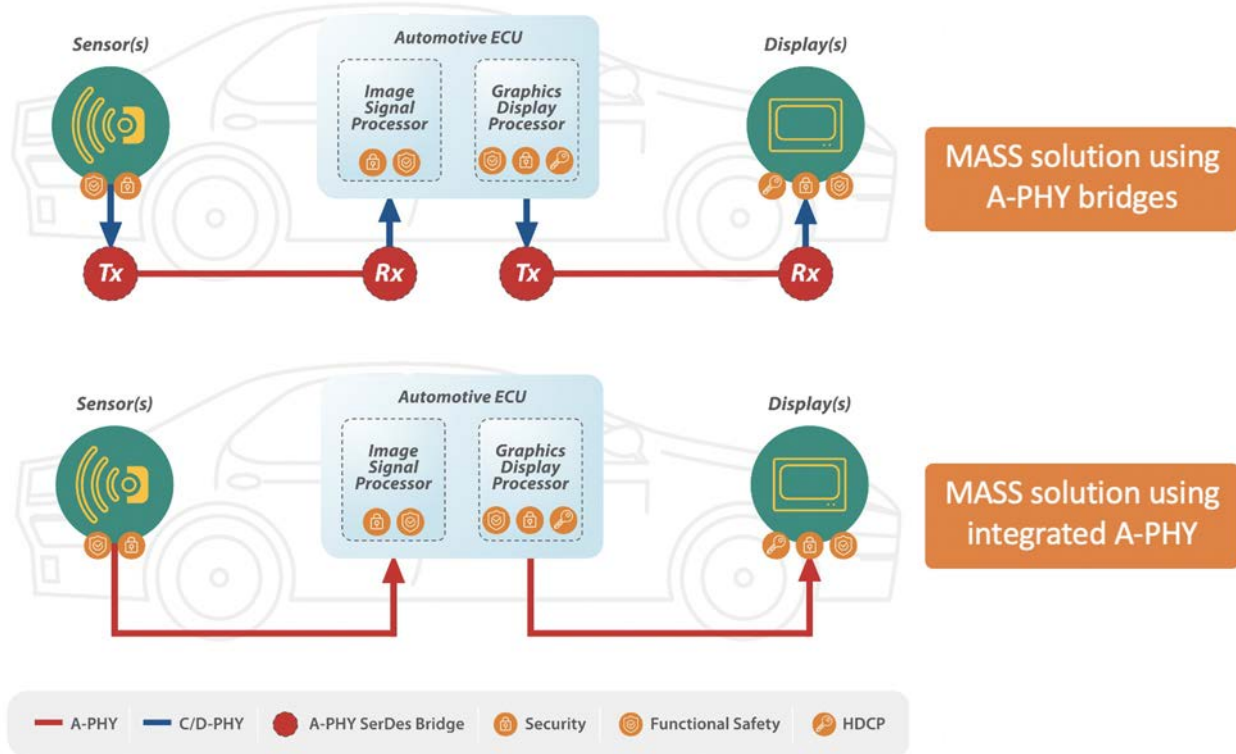 Sensor(s)
Automotive ECU
Display(s)
Image
Signal
Processor
Graphics
Display
Processor
MASS solution using
A-PHY bridges
Tx
Rx
Tx
Rx
Sensor(s)
Automotive ECU
Display(s)
Image
Signal
Processor
Graphics
Display
Processor
MASS solution using
integrated A-PHY
A-PHY
C/D-PHY
A-PHY SerDes Bridge
Security
Functional Safety
HDCP